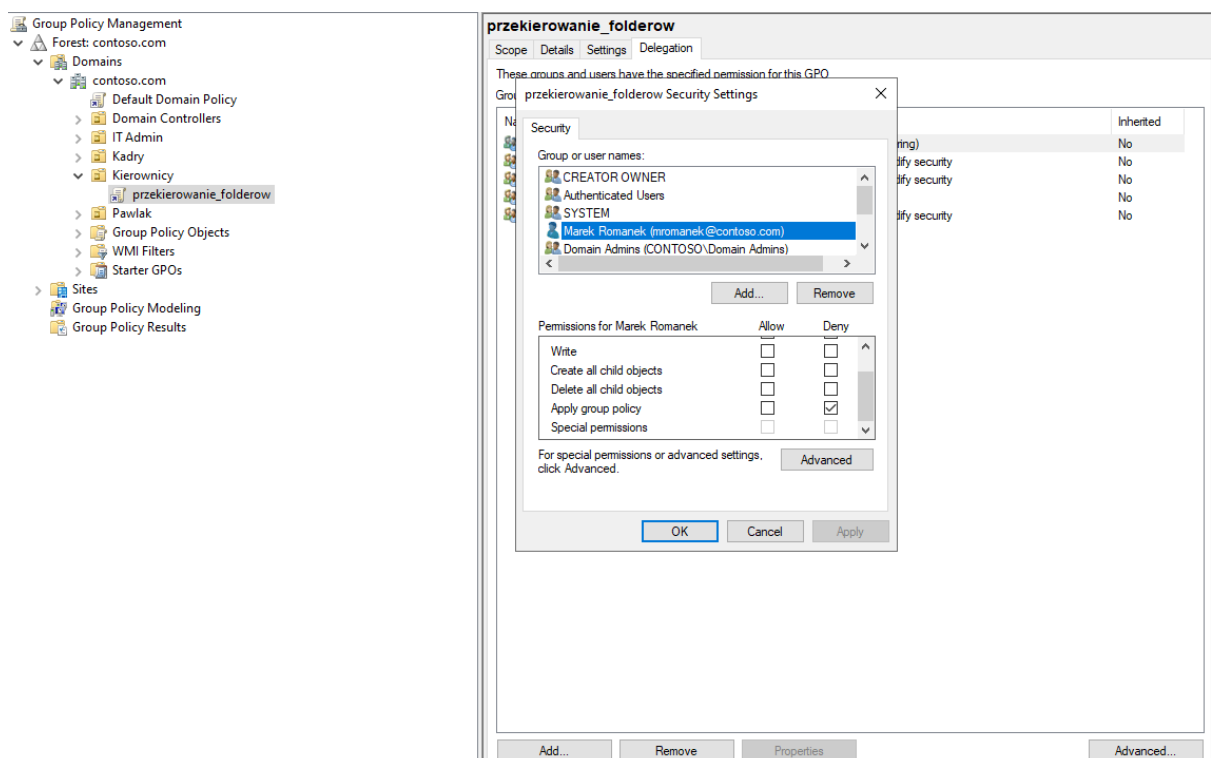 Group Policy Management
Forest: contoso.com
Domains
contoso.com
Default Domain Policy
Domain Controllers
IT Admin
Kadry
Kierownicy
przekierowanie_folderow
Pawlak
Group Policy Objects
WMI Filters
Starter GPOs
Sites
Group Policy Modeling
Group Policy Results
przekierowanie_folderow
Scope Details Settings Delegation
These groups and users have the specified permission for this GPO
przekierowanie_folderow Security Settings
Inherited
Security
ring) No
Group or user names:
dify security No
CREATOR OWNER
dify security No
Authenticated Users
No
SYSTEM
dify security No
Marek Romanek (mromanek@contoso.com)
Domain Admins (CONTOSO\Domain Admins)
Add... Remove
Permissions for Marek Romanek Allow Deny
Write
Create all child objects
Delete all child objects
Apply group policy
Special permissions
For special permissions or advanced settings,
click Advanced.
Advanced
OK Cancel Apply
Add... Remove Properties Advanced...